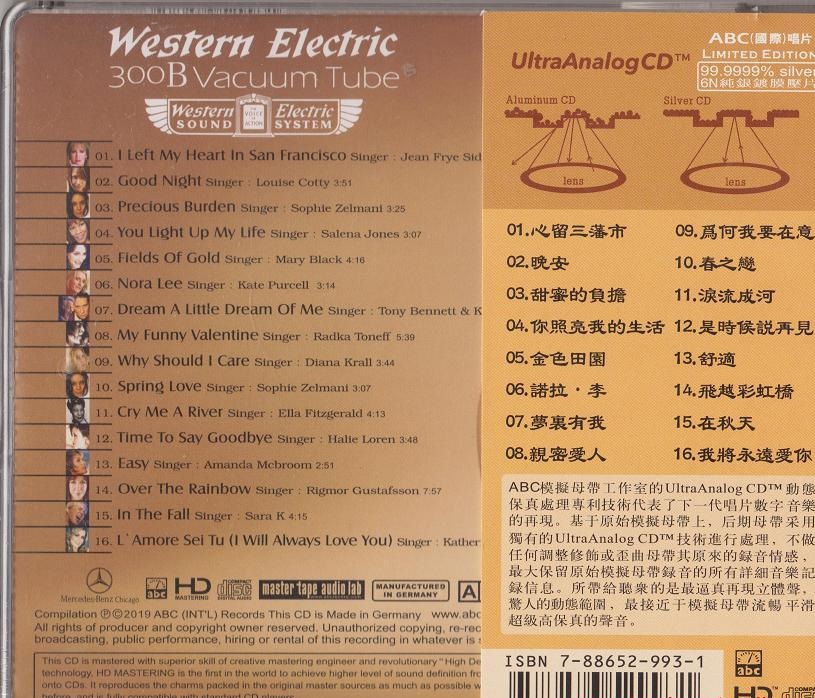 Western Electric
300B Vacuum Tube
Western Electric
THE VOICE OF ACTION
SOUND SYSTEM
01. I Left My Heart In San Francisco Singer : Jean Frye Sid
02. Good Night Singer : Louise Cotty 3:51
03. Precious Burden Singer : Sophie Zelmani 3:25
04. You Light Up My Life Singer : Salena Jones 3:07
05. Fields Of Gold Singer : Mary Black 4:16
06. Nora Lee Singer : Kate Purcell 3:14
07. Dream A Little Dream Of Me Singer : Tony Bennett & K
08. My Funny Valentine Singer : Radka Toneff 5:39
09. Why Should I Care Singer : Diana Krall 3:44
10. Spring Love Singer : Sophie Zelmani 3:07
11. Cry Me A River Singer : Ella Fitzgerald 4:13
12. Time To Say Goodbye Singer : Halie Loren 3:48
13. Easy Singer : Amanda Mcbroom 2:51
14. Over The Rainbow Singer : Rigmor Gustafsson 7:57
15. In The Fall Singer : Sara K 4:15
16. L'Amore Sei Tu (I Will Always Love You) Singer : Kather
Mercedes-Benz Chicago
abc
HD MASTERING
COMPACT disc DIGITAL AUDIO
master tape audio lab
MANUFACTURED IN GERMANY
Compilation ℗©2019 ABC (INT'L) Records This CD is Made in Germany www.abc
All rights of producer and copyright owner reserved. Unauthorized copying, re-rec
broadcasting, public performance, hiring or rental of this recording in whatever is s
This CD is mastered with superior skill of creative mastering engineer and revolutionary "High De
technology. HD MASTERING is the first in the world to achieve higher level of sound definition fro
onto CDs. It reproduces the charms packed in the original master sources as much as possible w
before, and is fully compatible with standard CD players.
UltraAnalogCD™
ABC(國際)唱片
LIMITED EDITION
99.9999% silver
6N純銀鍍膜壓片
Aluminum CD
Silver CD
lens
lens
01.心留三藩市
02.晚安
03.甜蜜的負擔
04.你照亮我的生活
05.金色田園
06.諾拉·李
07.夢裏有我
08.親密愛人
09.爲何我要在意
10.春之戀
11.淚流成河
12.是時候説再見
13.舒適
14.飛越彩虹橋
15.在秋天
16.我將永遠愛你
ABC模擬母帶工作室的UltraAnalog CD™ 動態
保真處理專利技術代表了下一代唱片數字音樂
的再現。基于原始模擬母帶上，后期母帶采用
獨有的UltraAnalog CD™技術進行處理，不做
任何調整修飾或歪曲母帶其原來的録音情感，
最大保留原始模擬母帶録音的所有詳細音樂記
録信息。所帶給聽衆的是最逼真再現立體聲，
驚人的動態範圍，最接近于模擬母帶流暢平滑
超級高保真的聲音。
ISBN 7-88652-993-1
abc
HD